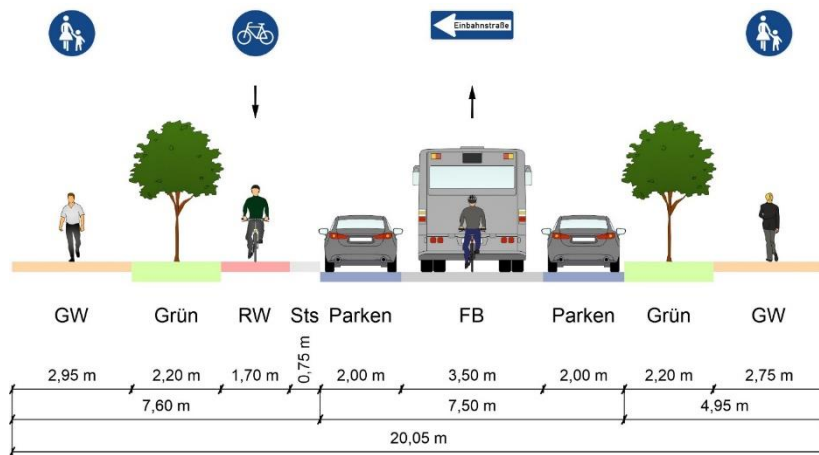 Einbahnstraße
GW Grün RW Sts Parken FB Parken Grün GW
2,95 m 2,20 m 1,70 m 0,75 m 2,00 m 3,50 m 2,00 m 2,20 m 2,75 m
7,60 m 7,50 m 4,95 m
20,05 m